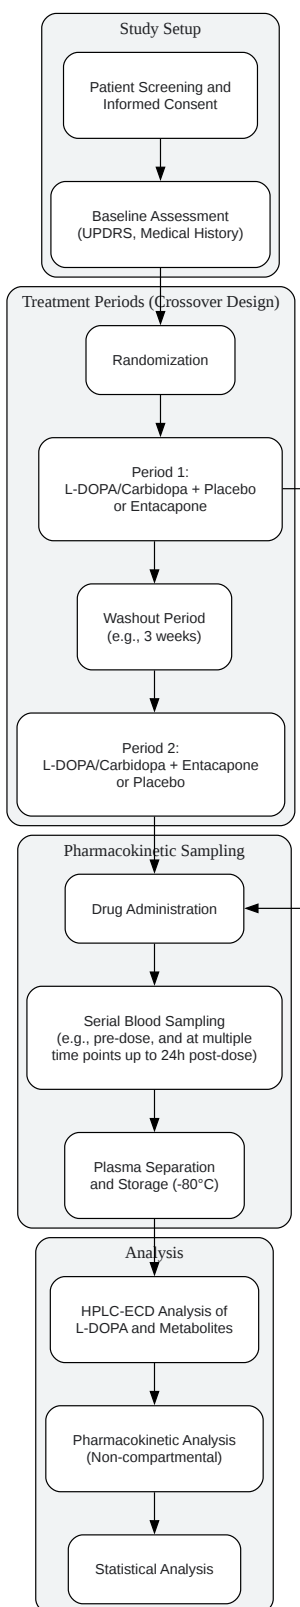 Study Setup
Patient Screening and
Informed Consent
Baseline Assessment
(UPDRS, Medical History)
Treatment Periods (Crossover Design)
Randomization
Period 1:
L-DOPA/Carbidopa + Placebo
or Entacapone
Washout Period
(e.g., 3 weeks)
Period 2:
L-DOPA/Carbidopa + Entacapone
or Placebo
Pharmacokinetic Sampling
Drug Administration
Serial Blood Sampling
(e.g., pre-dose, and at multiple
time points up to 24h post-dose)
Plasma Separation
and Storage (-80°C)
Analysis
HPLC-ECD Analysis of
L-DOPA and Metabolites
Pharmacokinetic Analysis
(Non-compartmental)
Statistical Analysis